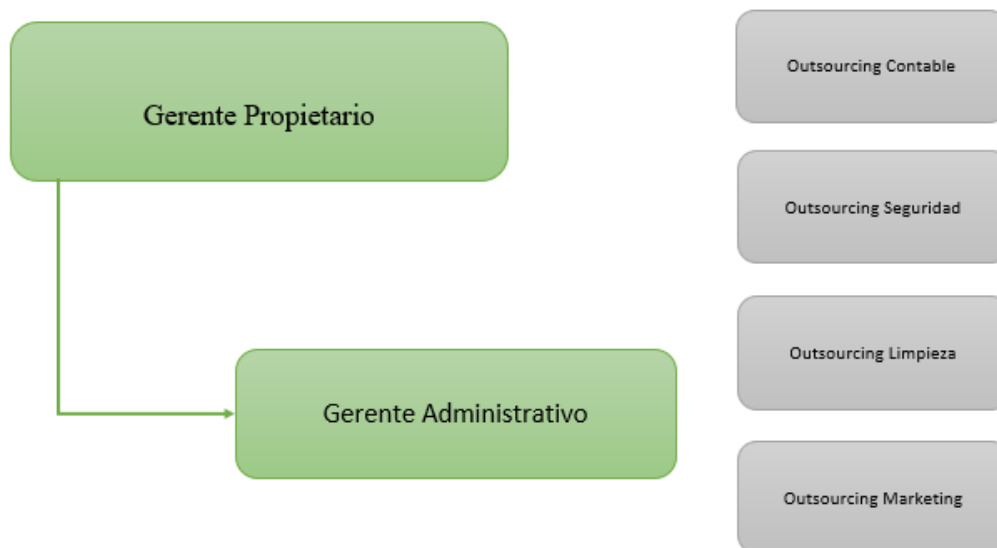 Gerente Propietario
Gerente Administrativo
Outsourcing Contable
Outsourcing Seguridad
Outsourcing Limpieza
Outsourcing Marketing